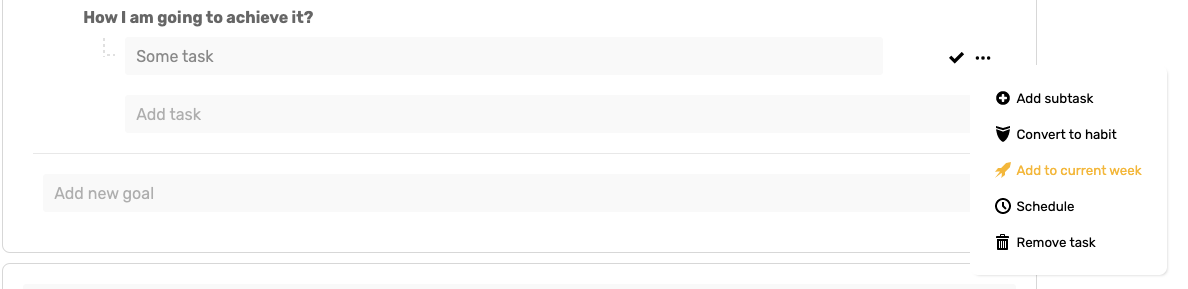 How I am going to achieve it?
Some task
Add task
Add new goal
Add subtask
Convert to habit
Add to current week
Schedule
Remove task